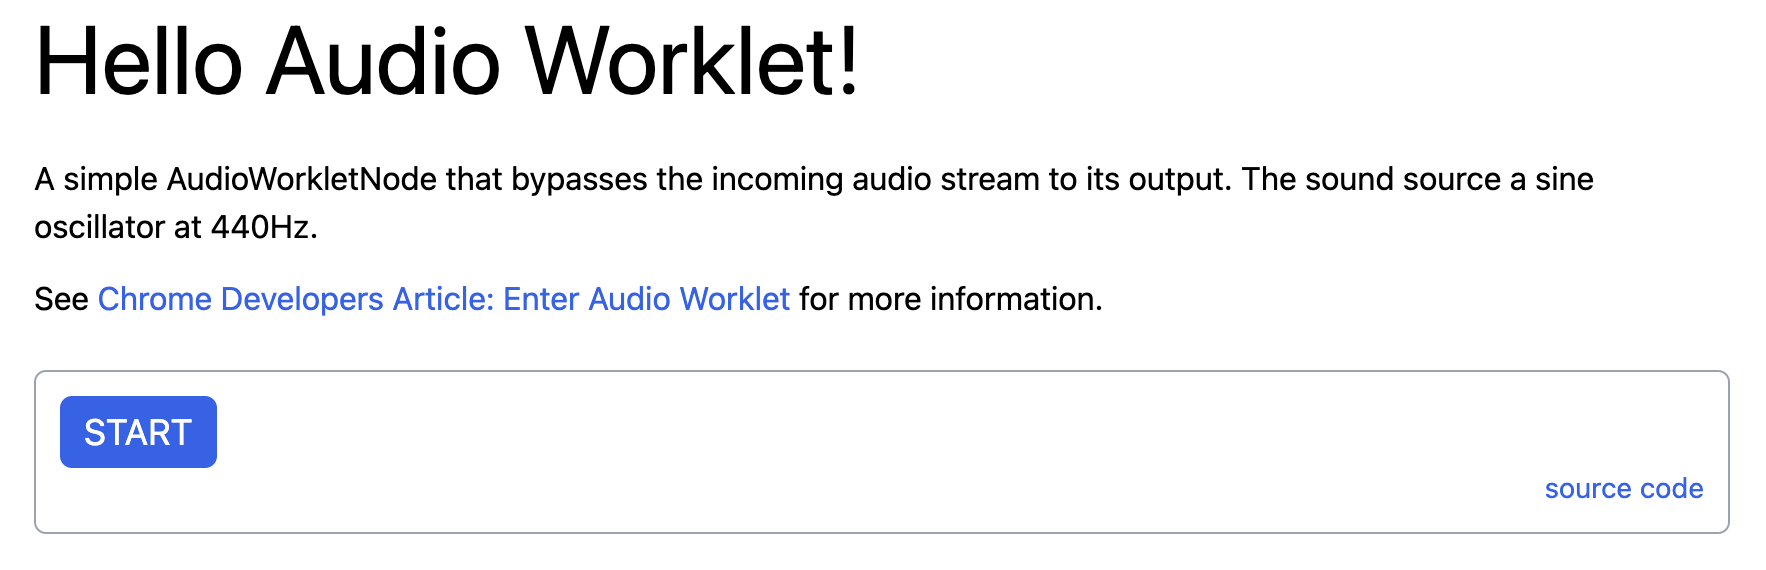 Hello Audio Worklet!
A simple AudioWorkletNode that bypasses the incoming audio stream to its output. The sound source a sine
oscillator at 440Hz.
See Chrome Developers Article: Enter Audio Worklet for more information.
START
source code